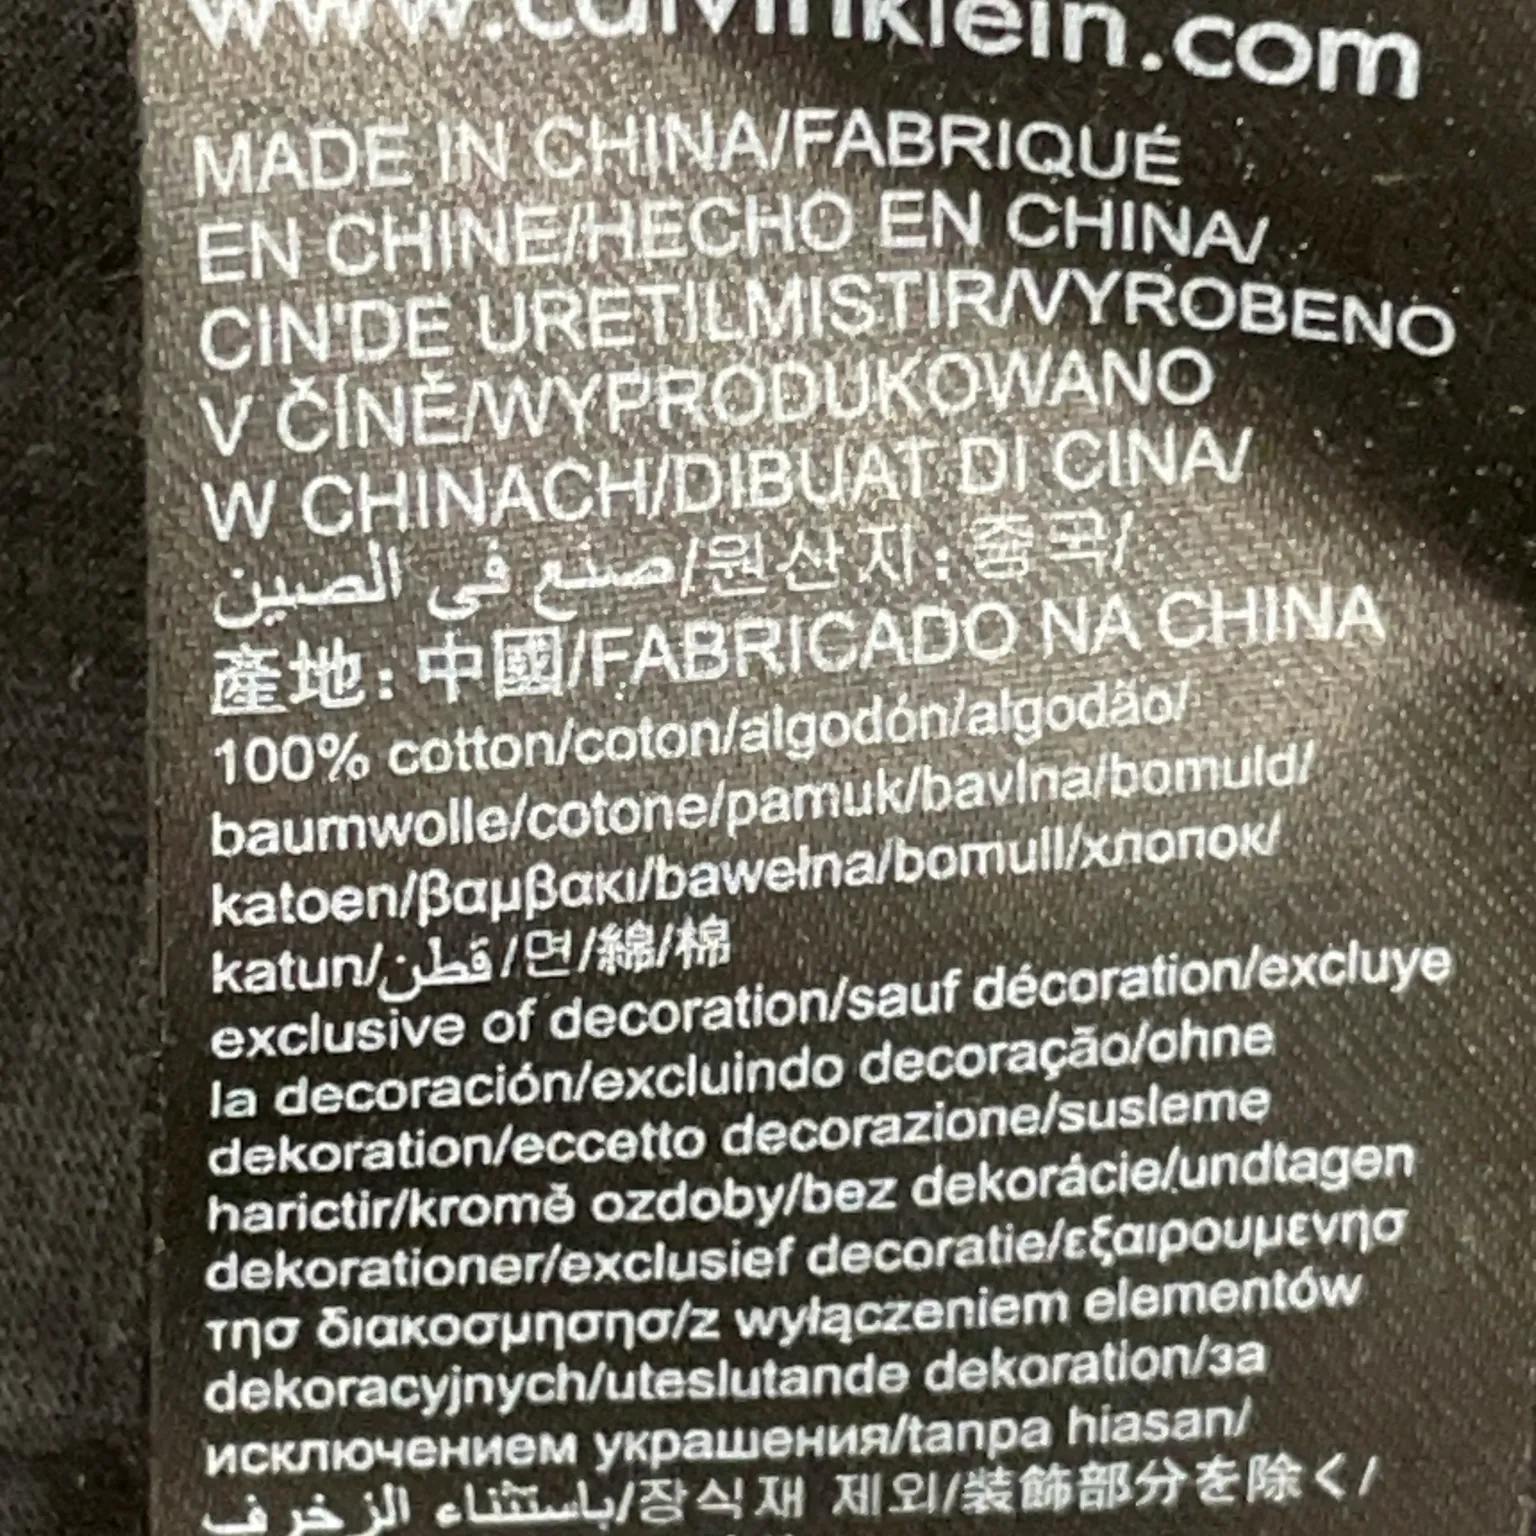 www.calvinklein.com
MADE IN CHINA/FABRIQUÉ
EN CHINE/HECHO EN CHINA/
CIN'DE URETILMISTIR/VYROBENO
V ČÍNĚ/WYPRODUKOWANO
W CHINACH/DIBUAT DI CINA/
صنع في الصين/원산지: 중국/
產地: 中國/FABRICADO NA CHINA
100% cotton/coton/algodón/algodão/
baumwolle/cotone/pamuk/bavlna/bomuld/
katoen/βαμβακι/bawełna/bomull/хлопок/
katun/قطن/면/綿/棉
exclusive of decoration/sauf décoration/excluye
la decoración/excluindo decoração/ohne
dekoration/eccetto decorazione/susleme
harictir/kromě ozdoby/bez dekorácie/undtagen
dekorationer/exclusief decoratie/εξαιρουμενησ
τησ διακοσμησησ/z wyłączeniem elementów
dekoracyjnych/uteslutande dekoration/за
исключением украшения/tanpa hiasan/
باستثناء الزخرف/장식재 제외/装飾部分を除く/